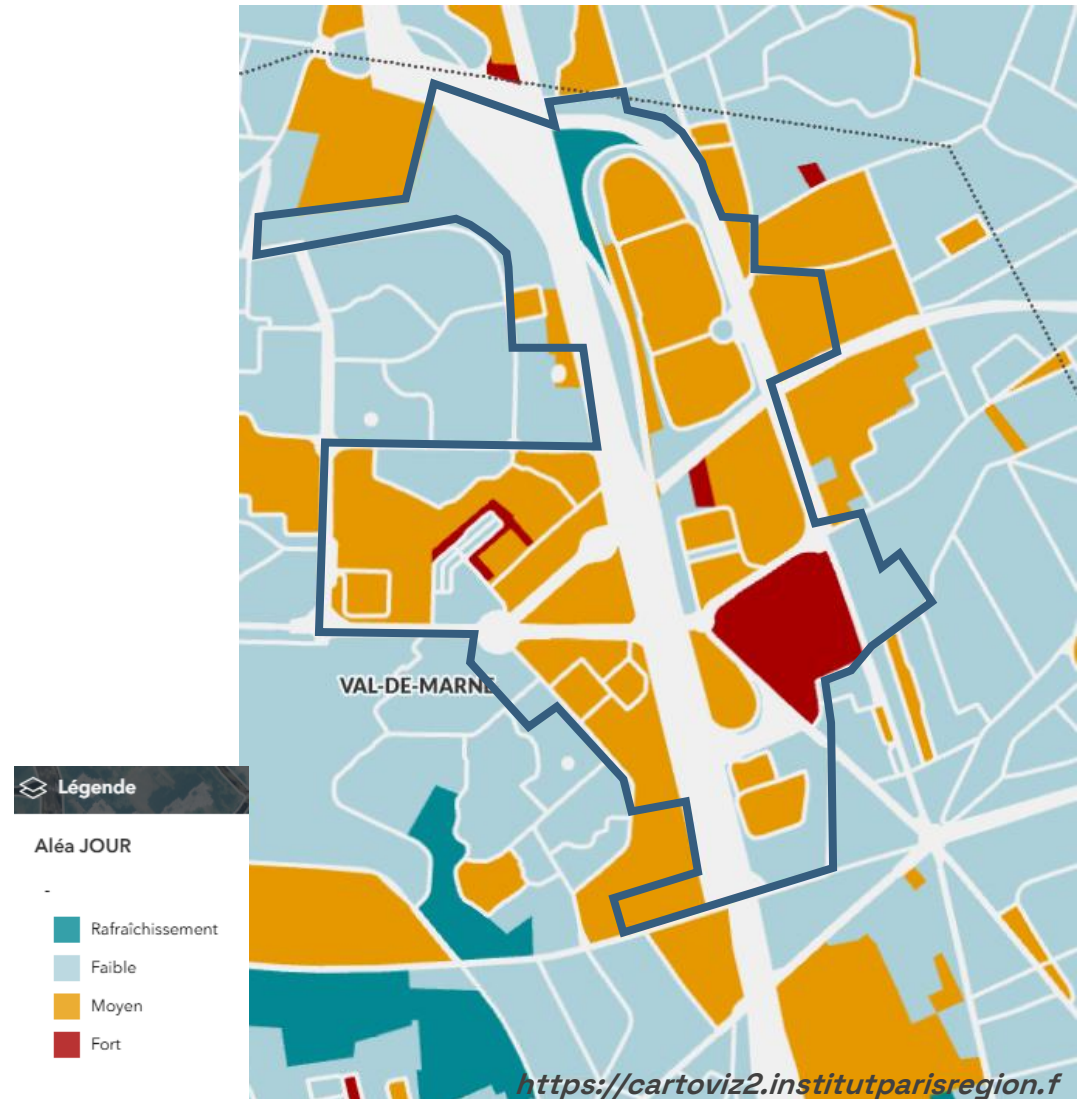 VAL-DE-MARNE
Légende
Aléa JOUR
-
Rafraîchissement
Faible
Moyen
Fort
https://cartoviz2.institutparisregion.f